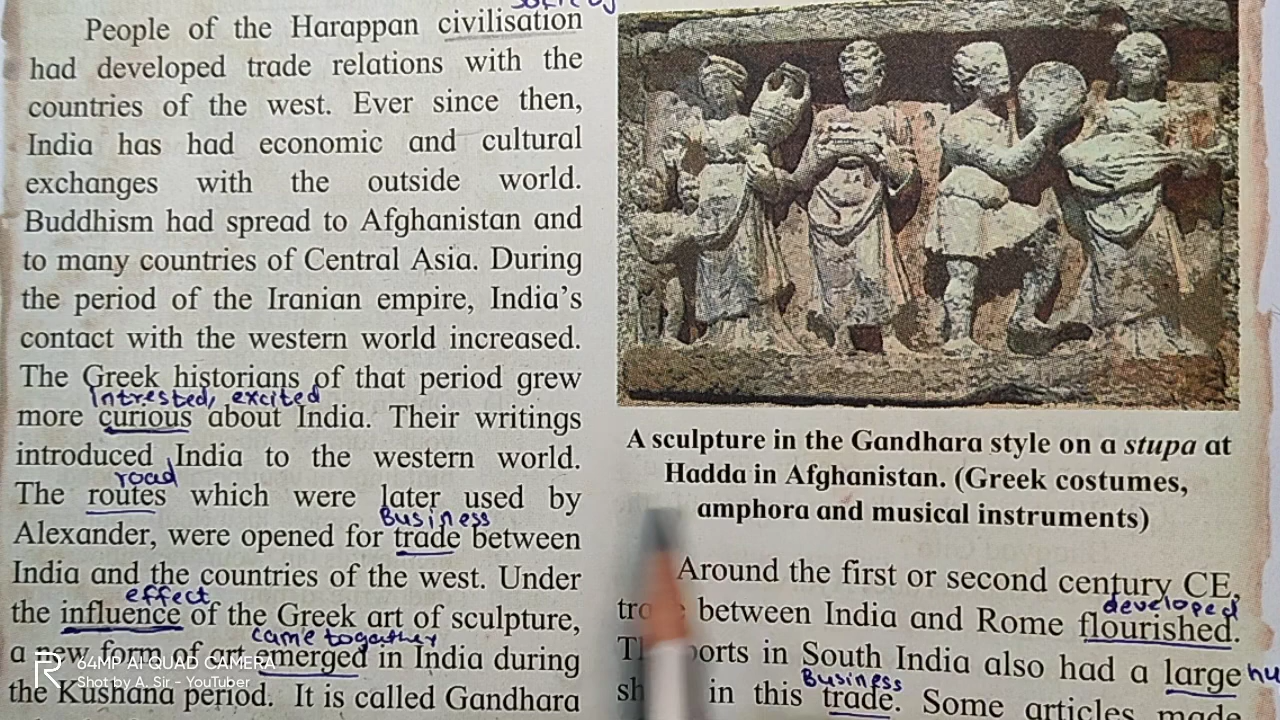 People of the Harappan civilisation
had developed trade relations with the
countries of the west. Ever since then,
India has had economic and cultural
exchanges with the outside world.
Buddhism had spread to Afghanistan and
to many countries of Central Asia. During
the period of the Iranian empire, India's
contact with the western world increased.
The Greek historians of that period grew
Intrested, excited
more curious about India. Their writings
introduced India to the western world.
road
The routes which were later used by
Business
Alexander, were opened for trade between
India and the countries of the west. Under
effect
the influence of the Greek art of sculpture,
came togather
a new form of art emerged in India during
the Kushana period. It is called Gandhara
A sculpture in the Gandhara style on a stupa at
Hadda in Afghanistan. (Greek costumes,
amphora and musical instruments)
Around the first or second century CE,
developed
between India and Rome flourished.
in South India also had a large
Business
in this trade. Some articles made
64MP AI QUAD CAMERA
Shot by A. Sir - YouTube